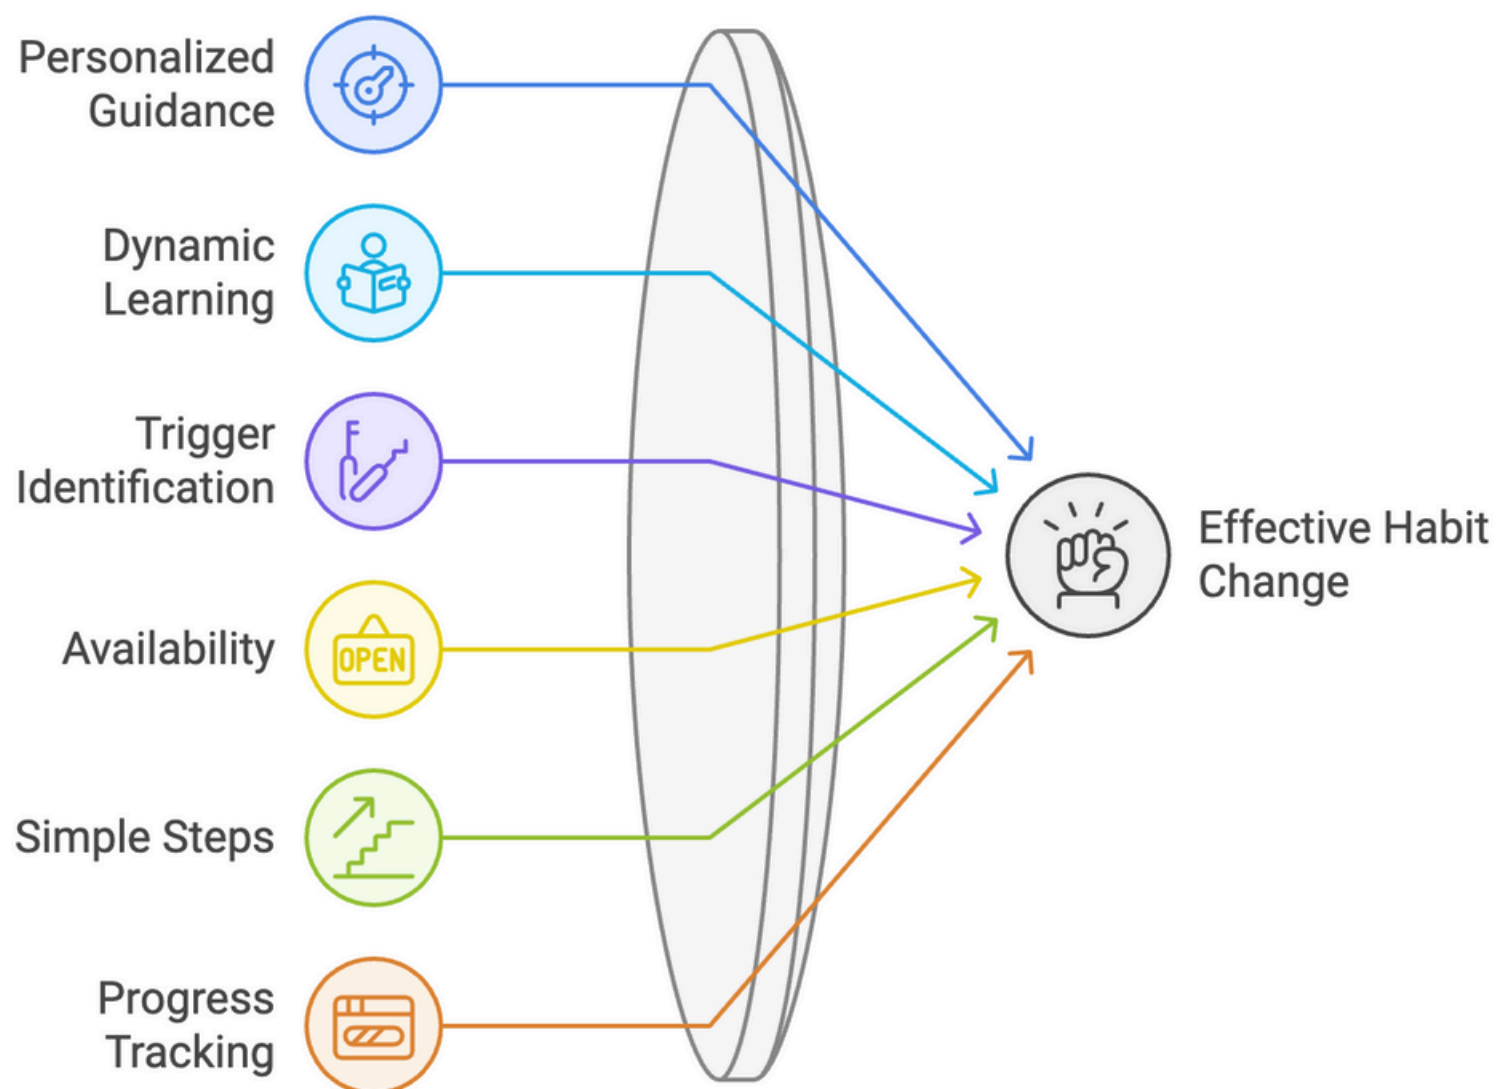 Personalized
Guidance
Dynamic
Learning
Trigger
Identification
Availability
OPEN
Simple Steps
Progress
Tracking
Effective Habit
Change